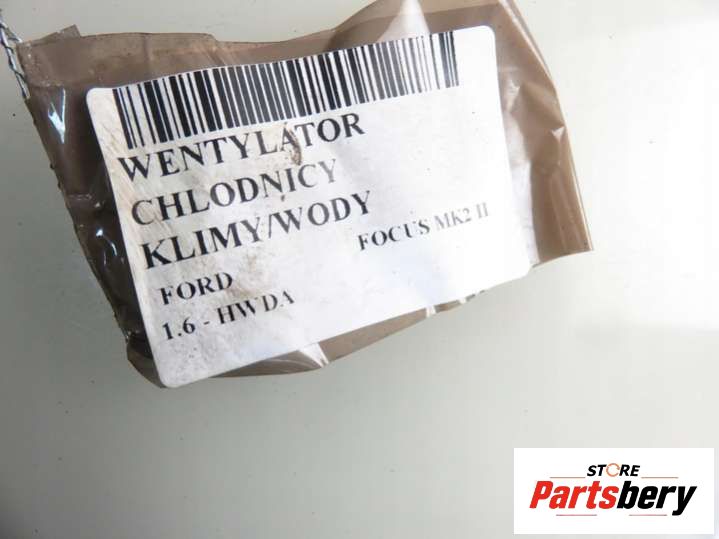 WENTYLATOR
CHLODNICY
KLIMY/WODY
FORD FOCUS MK2 II
1.6 - HWDA
STORE
Partsbery